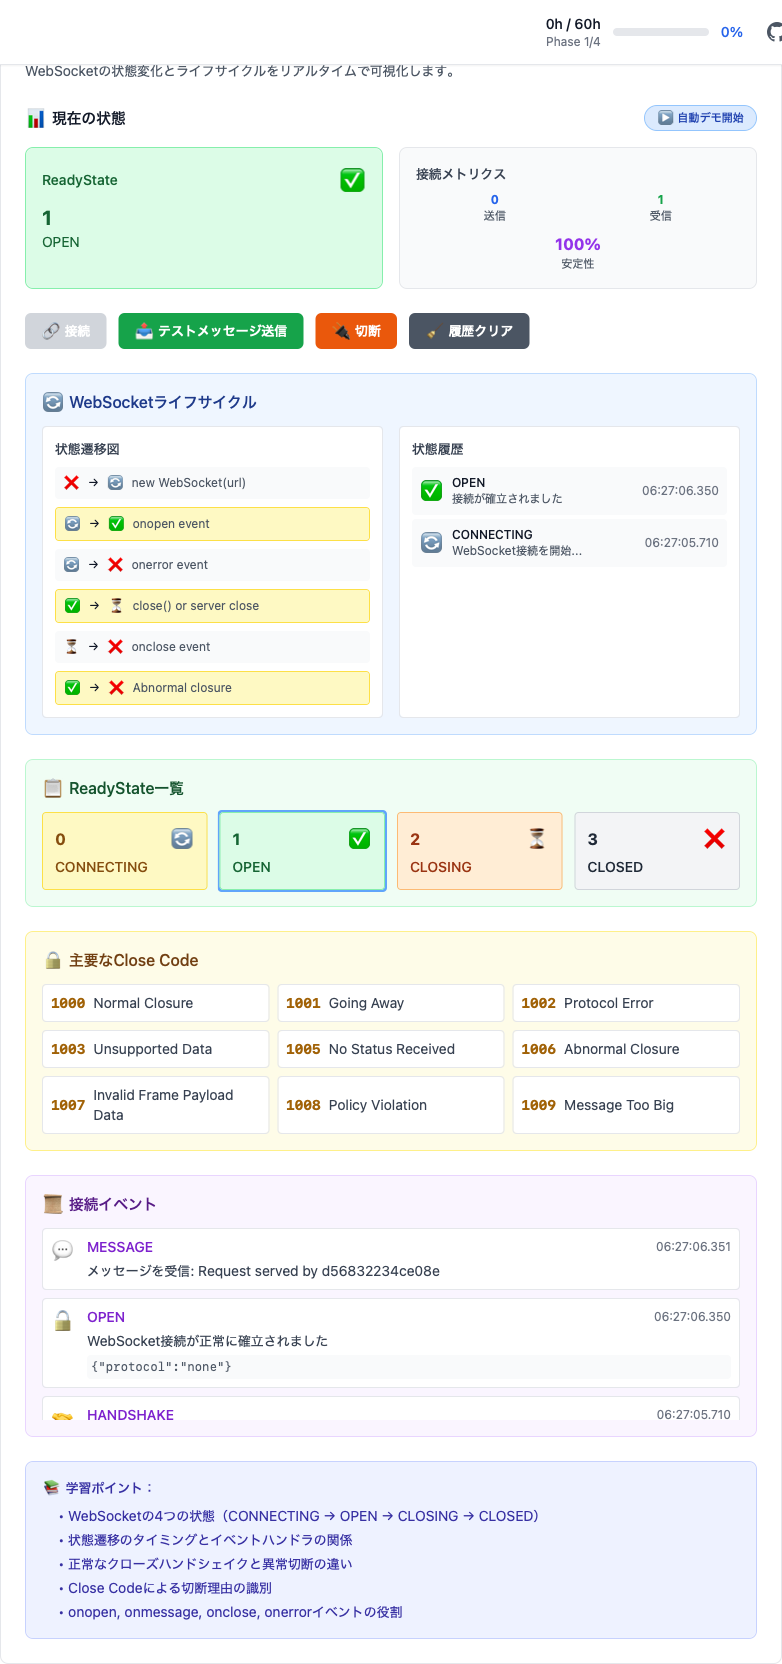 0h / 60h
Phase 1/4
0%
WebSocketの状態変化とライフサイクルをリアルタイムで可視化します。
現在の状態
自動デモ開始
ReadyState
1
OPEN
接続メトリクス
0
送信
1
受信
100%
安定性
接続
テストメッセージ送信
切断
履歴クリア
WebSocketライフサイクル
状態遷移図
→ new WebSocket(url)
→ onopen event
→ onerror event
→ close() or server close
→ onclose event
→ Abnormal closure
状態履歴
OPEN
接続が確立されました
06:27:06.350
CONNECTING
WebSocket接続を開始...
06:27:05.710
ReadyState一覧
0
CONNECTING
1
OPEN
2
CLOSING
3
CLOSED
主要なClose Code
1000 Normal Closure
1001 Going Away
1002 Protocol Error
1003 Unsupported Data
1005 No Status Received
1006 Abnormal Closure
1007 Invalid Frame Payload
Data
1008 Policy Violation
1009 Message Too Big
接続イベント
MESSAGE
06:27:06.351
メッセージを受信: Request served by d56832234ce08e
OPEN
06:27:06.350
WebSocket接続が正常に確立されました
{"protocol":"none"}
HANDSHAKE
06:27:05.710
学習ポイント：
• WebSocketの4つの状態（CONNECTING → OPEN → CLOSING → CLOSED）
• 状態遷移のタイミングとイベントハンドラの関係
• 正常なクローズハンドシェイクと異常切断の違い
• Close Codeによる切断理由の識別
• onopen, onmessage, onclose, onerrorイベントの役割